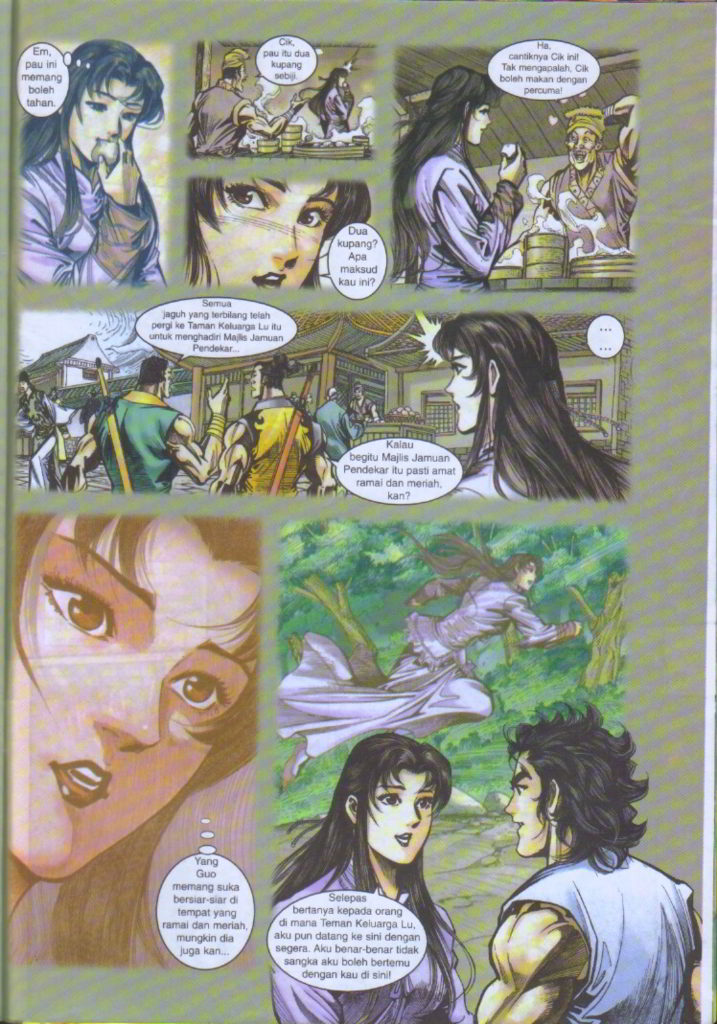 Em,
pau ini
memang
boleh
tahan.
Cik,
pau itu dua
kupang
sebiji.
Ha,
cantiknya Cik ini!
Tak mengapalah, Cik
boleh makan dengan
percuma!
Dua
kupang?
Apa
maksud
kau ini?
Semua
jaguh yang terbilang telah
pergi ke Taman Keluarga Lu itu
untuk menghadiri Majlis Jamuan
Pendekar...
...
...
Kalau
begitu Majlis Jamuan
Pendekar itu pasti amat
ramai dan meriah,
kan?
Yang
Guo
memang suka
bersiar-siar di
tempat yang
ramai dan meriah,
mungkin dia
juga kan...
Selepas
bertanya kepada orang
di mana Teman Keluarga Lu,
aku pun datang ke sini dengan
segera. Aku benar-benar tidak
sangka aku boleh bertemu
dengan kau di sini!